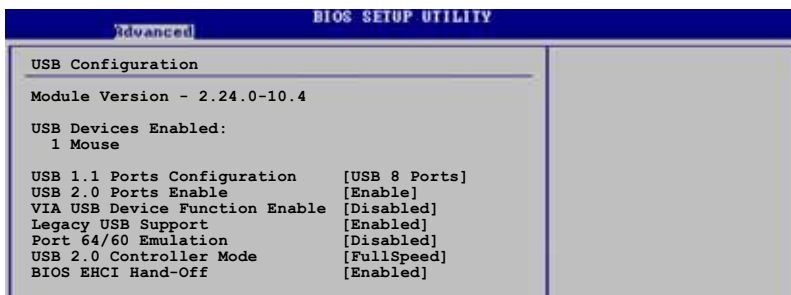 BIOS SETUP UTILITY
Advanced
USB Configuration
Module Version - 2.24.0-10.4
USB Devices Enabled:
1 Mouse
USB 1.1 Ports Configuration [USB 8 Ports]
USB 2.0 Ports Enable [Enable]
VIA USB Device Function Enable [Disabled]
Legacy USB Support [Enabled]
Port 64/60 Emulation [Disabled]
USB 2.0 Controller Mode [FullSpeed]
BIOS EHCI Hand-Off [Enabled]